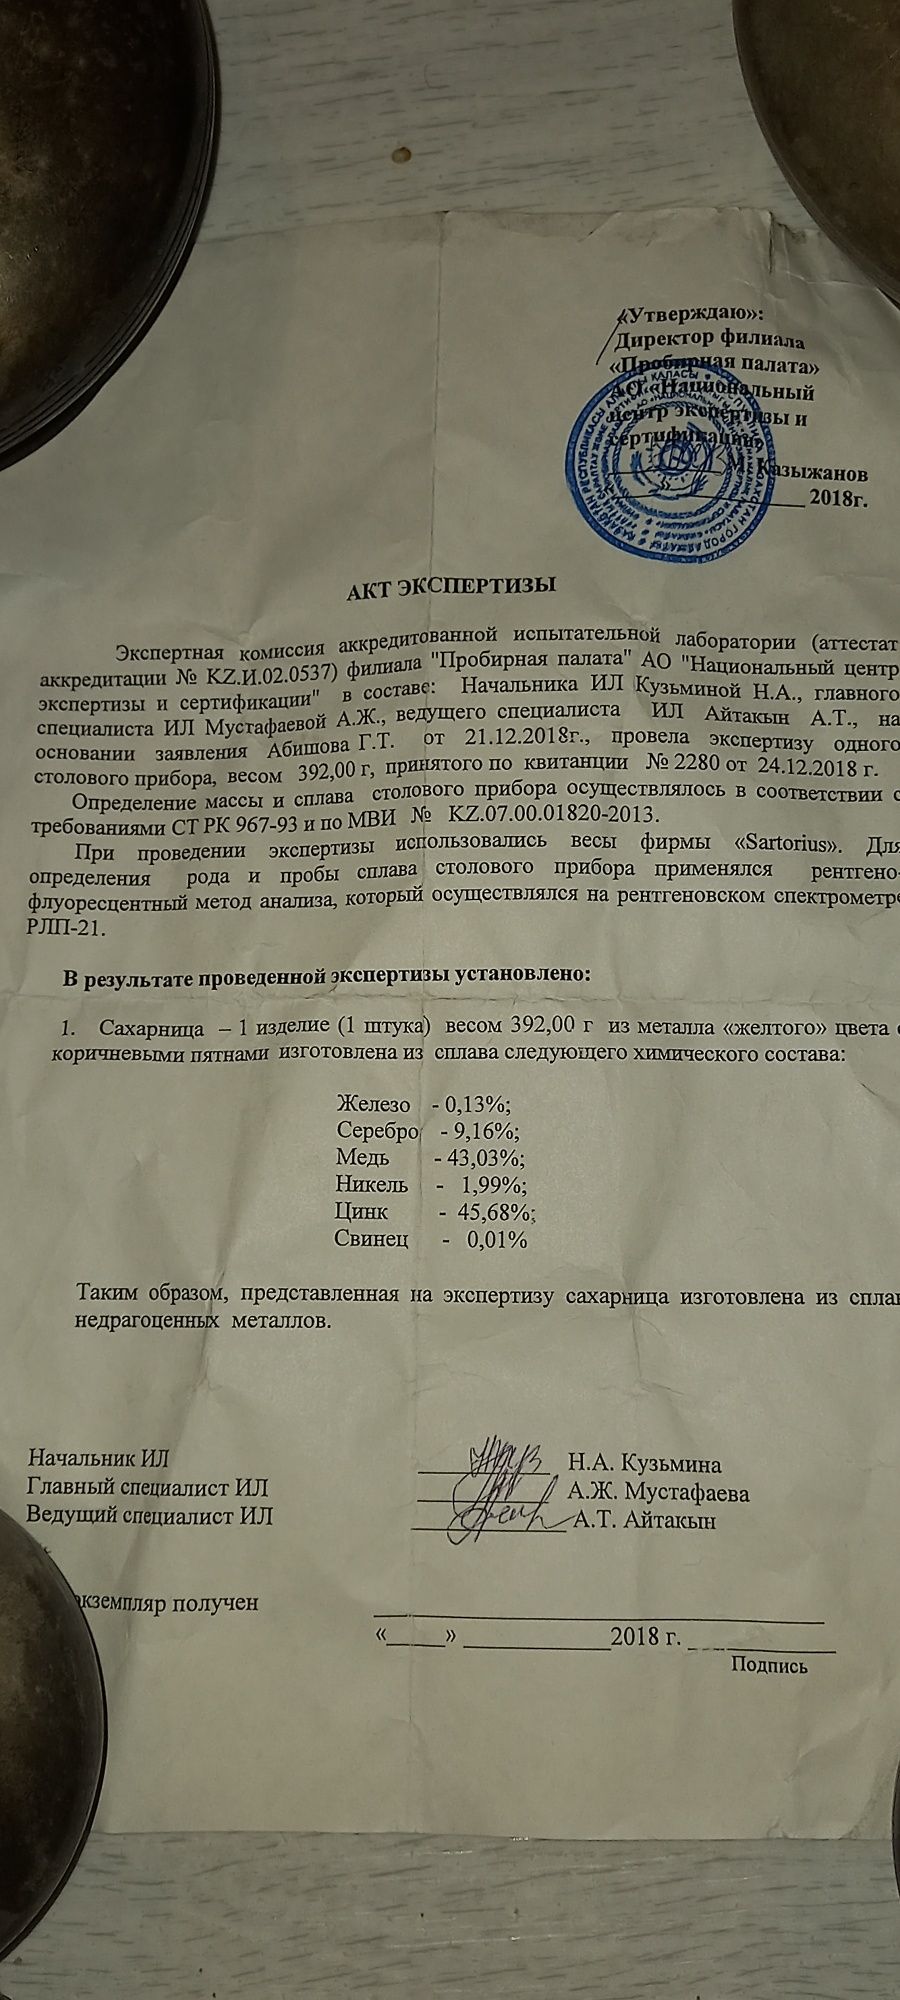 «Утверждаю»:
Директор филиала
«Пробирная палата»
АО «Национальный
центр экспертизы и
сертификации»
М. Казыжанов
2018г.
АКТ ЭКСПЕРТИЗЫ
Экспертная комиссия аккредитованной испытательной лаборатории (аттестат
аккредитации № KZ.И.02.0537) филиала "Пробирная палата" АО "Национальный центр
экспертизы и сертификации" в составе: Начальника ИЛ Кузьминой Н.А., главного
специалиста ИЛ Мустафаевой А.Ж., ведущего специалиста ИЛ Айтакын А.Т., на
основании заявления Абишова Г.Т. от 21.12.2018г., провела экспертизу одного
столового прибора, весом 392,00 г, принятого по квитанции № 2280 от 24.12.2018 г.
Определение массы и сплава столового прибора осуществлялось в соответствии с
требованиями СТ РК 967-93 и по МВИ № KZ.07.00.01820-2013.
При проведении экспертизы использовались весы фирмы «Sartorius». Для
определения рода и пробы сплава столового прибора применялся рентгено-
флуоресцентный метод анализа, который осуществлялся на рентгеновском спектрометре
РЛП-21.
В результате проведенной экспертизы установлено:
1. Сахарница – 1 изделие (1 штука) весом 392,00 г из металла «желтого» цвета с
коричневыми пятнами изготовлена из сплава следующего химического состава:
Железо - 0,13%;
Серебро - 9,16%;
Медь - 43,03%;
Никель - 1,99%;
Цинк - 45,68%;
Свинец - 0,01%
Таким образом, представленная на экспертизу сахарница изготовлена из сплав
недрагоценных металлов.
Начальник ИЛ Н.А. Кузьмина
Главный специалист ИЛ А.Ж. Мустафаева
Ведущий специалист ИЛ А.Т. Айтакын
экземпляр получен
«_____» ___________2018 г. ___________
Подпись